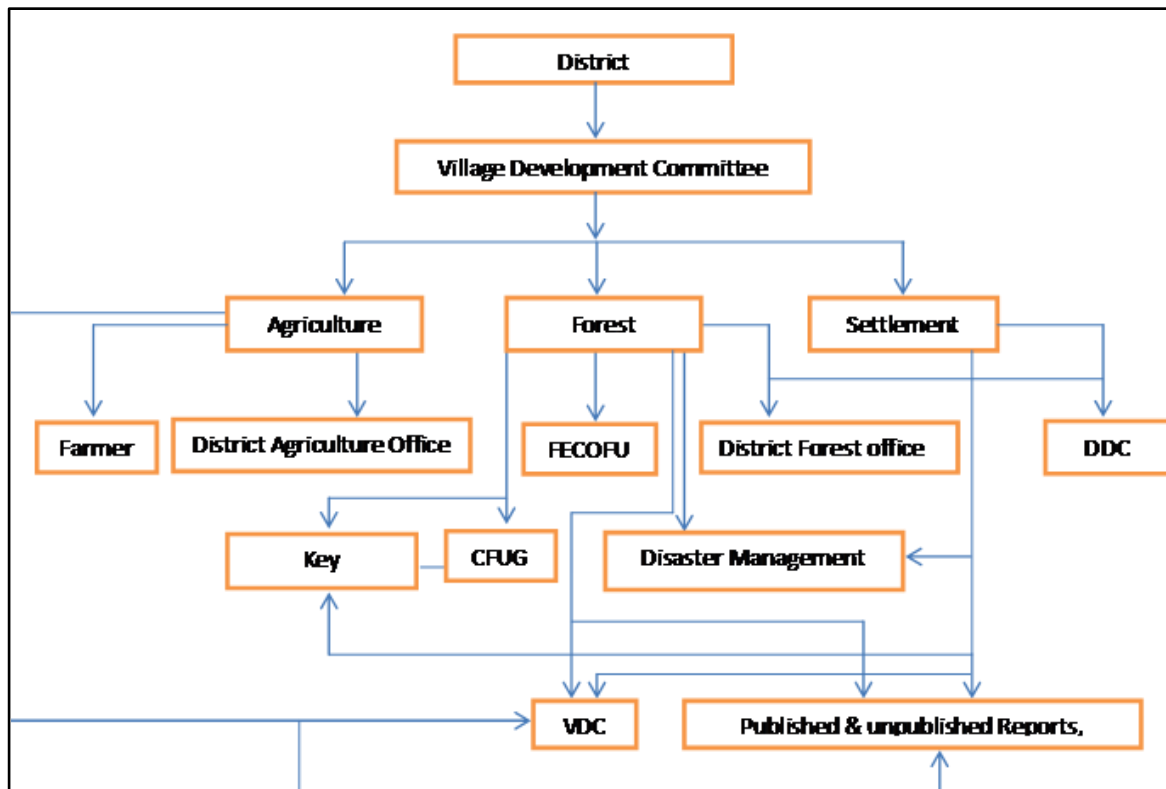 District
Village Development Committee
Agriculture
Forest
Settlement
Farmer
District Agriculture Office
FECOFU
District Forest office
DDC
Key
CFUG
Disaster Management
VDC
Published & unpublished Reports,